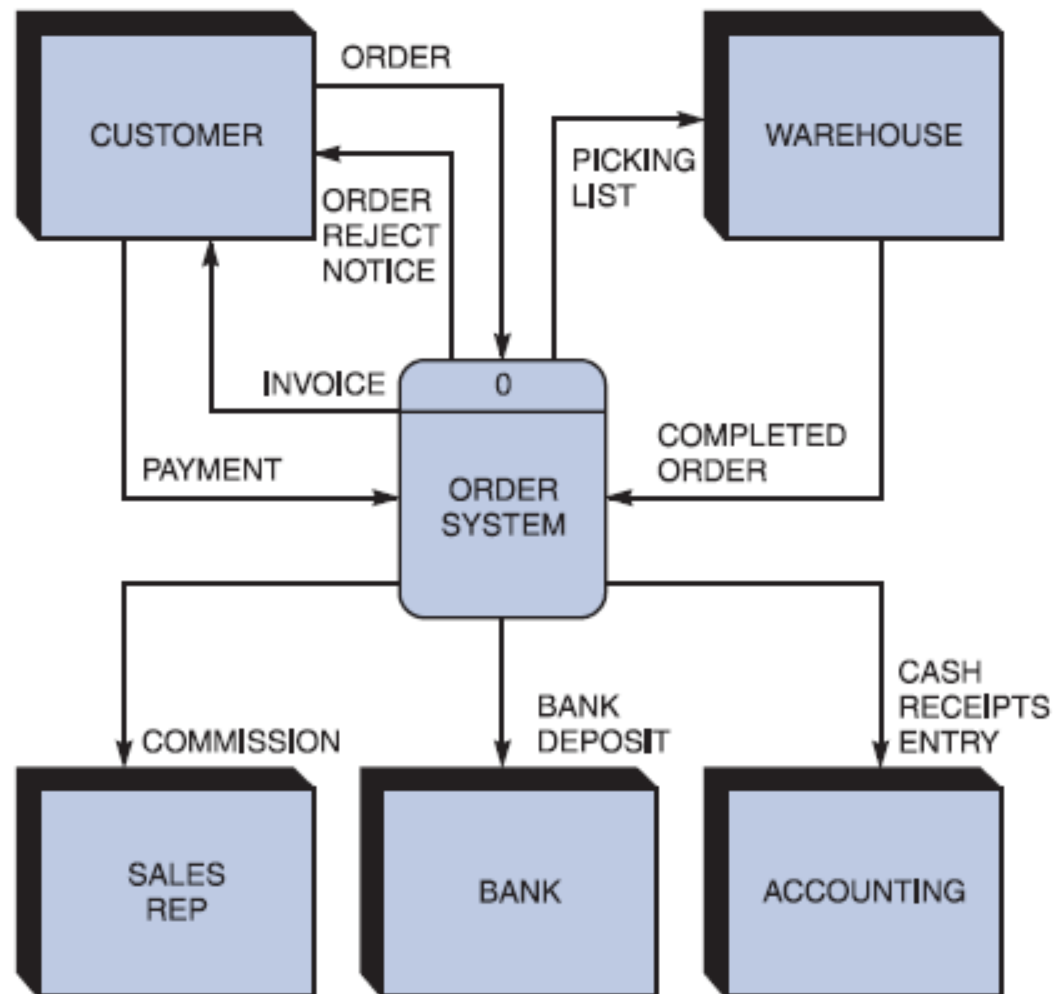 ORDER
CUSTOMER
WAREHOUSE
PICKING
LIST
ORDER
REJECT
NOTICE
INVOICE
0
PAYMENT
COMPLETED
ORDER
ORDER
SYSTEM
COMMISSION
BANK
DEPOSIT
CASH
RECEIPTS
ENTRY
SALES
REP
BANK
ACCOUNTING